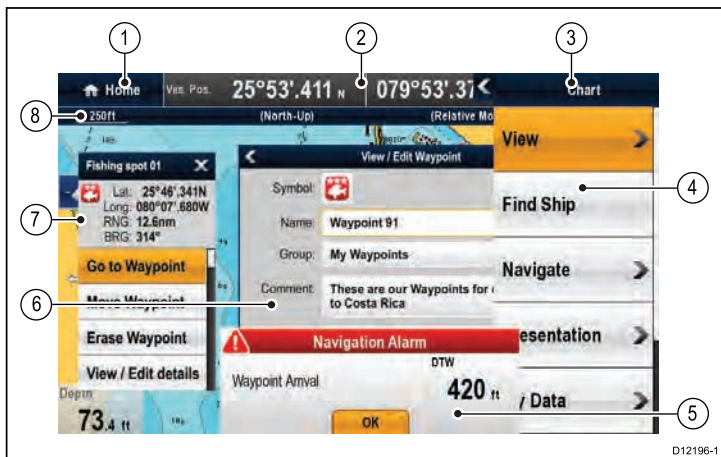 1
2
3
Home
Ves. Pos.
25°53'.411 N
079°53'.37
Chart
8
250ft
(North-Up)
(Relative Mo
Fishing spot 01 X
Lat: 25°46'.341N
Long: 080°07'.680W
RNG: 12.6nm
BRG: 314°
7
Go to Waypoint
Move Waypoint
Erase Waypoint
View / Edit details
View / Edit Waypoint
Symbol:
Name: Waypoint 91
Group: My Waypoints
Comment: These are our Waypoints for
to Costa Rica
6
View
Find Ship
4
Navigate
esentation
/ Data
Navigation Alarm
Waypoint Arrival
DTW
420 ft
5
OK
Depth
73.4 ft
D12196-1